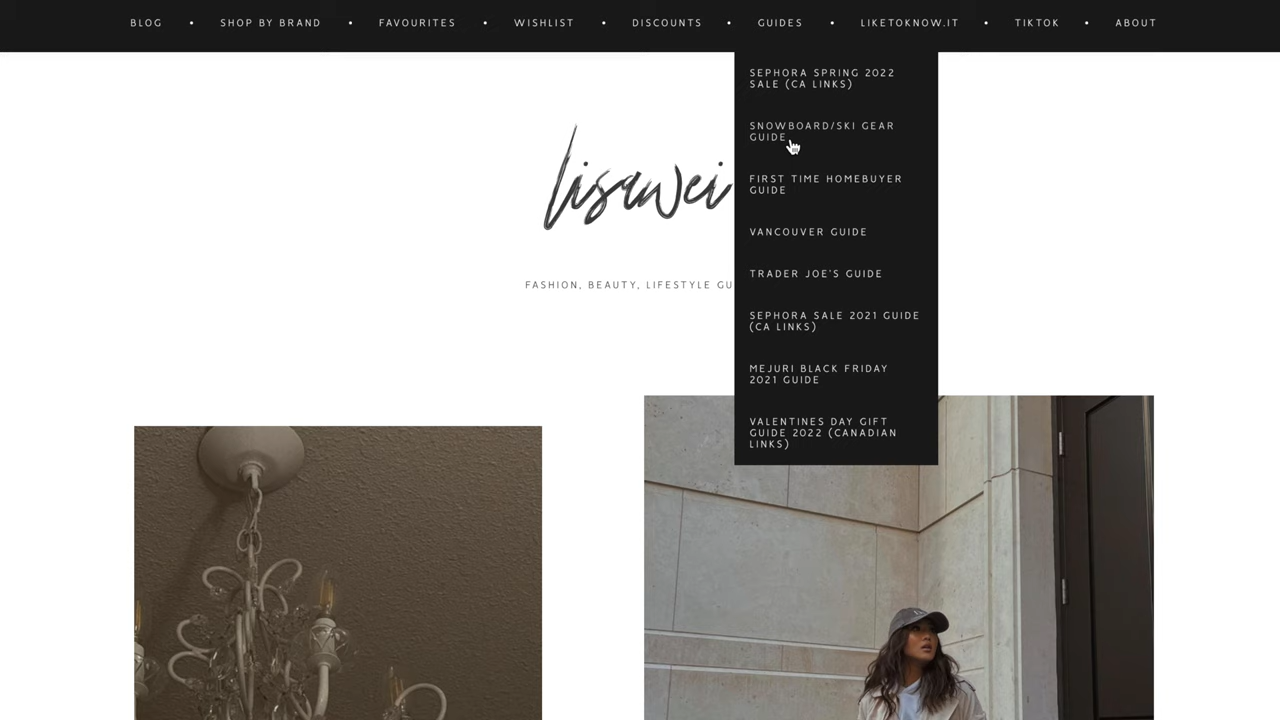 BLOG • SHOP BY BRAND • FAVOURITES • WISHLIST • DISCOUNTS • GUIDES • LIKETOKNOW.IT • TIKTOK • ABOUT
SEPHORA SPRING 2022
SALE (CA LINKS)
SNOWBOARD/SKI GEAR
GUIDE
FIRST TIME HOMEBUYER
GUIDE
VANCOUVER GUIDE
TRADER JOE'S GUIDE
SEPHORA SALE 2021 GUIDE
(CA LINKS)
MEJURI BLACK FRIDAY
2021 GUIDE
VALENTINES DAY GIFT
GUIDE 2022 (CANADIAN
LINKS)
lisawei
FASHION, BEAUTY, LIFESTYLE GU